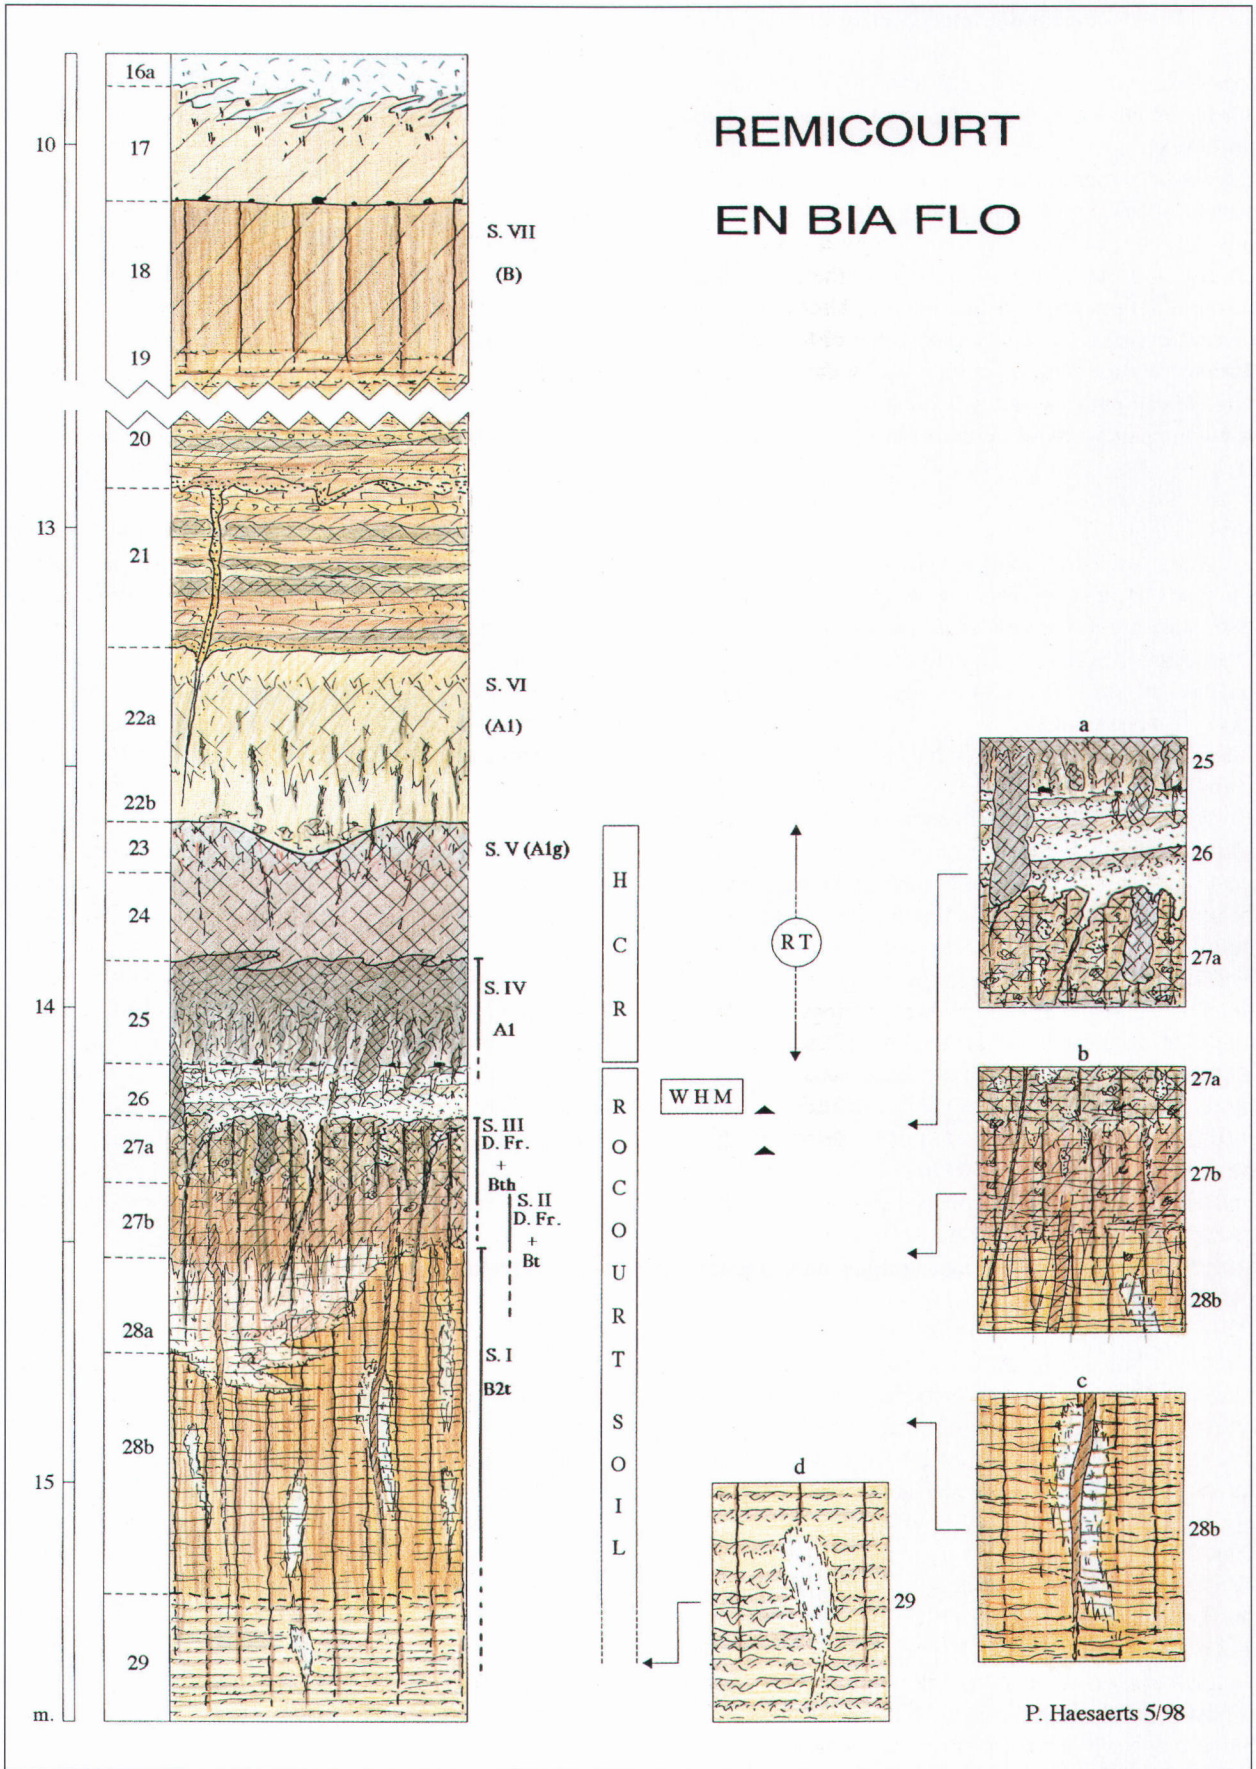 REMICOURT
EN BIA FLO
10
13
14
15
m.
16a
17
18
19
20
21
22a
22b
23
24
25
26
27a
27b
28a
28b
29
S. VII
(B)
S. VI
(A1)
S. V (A1g)
S. IV
A1
S. III
D. Fr.
+
Bth
S. II
D. Fr.
+
Bt
S. I
B2t
H C R
ROCOURT SOIL
RT
WHM
a
25
26
27a
b
27a
27b
28b
c
28b
d
29
P. Haesaerts 5/98